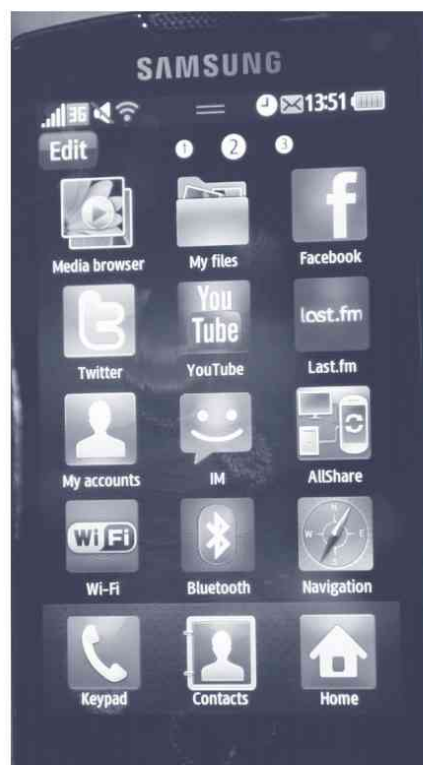 SAMSUNG
3G 13:51
Edit 1 2 3
Media browser My files Facebook
Twitter YouTube Last.fm
My accounts IM AllShare
Wi-Fi Bluetooth Navigation
Keypad Contacts Home
f
You
Tube
last.fm
Wi Fi
N
W E
S